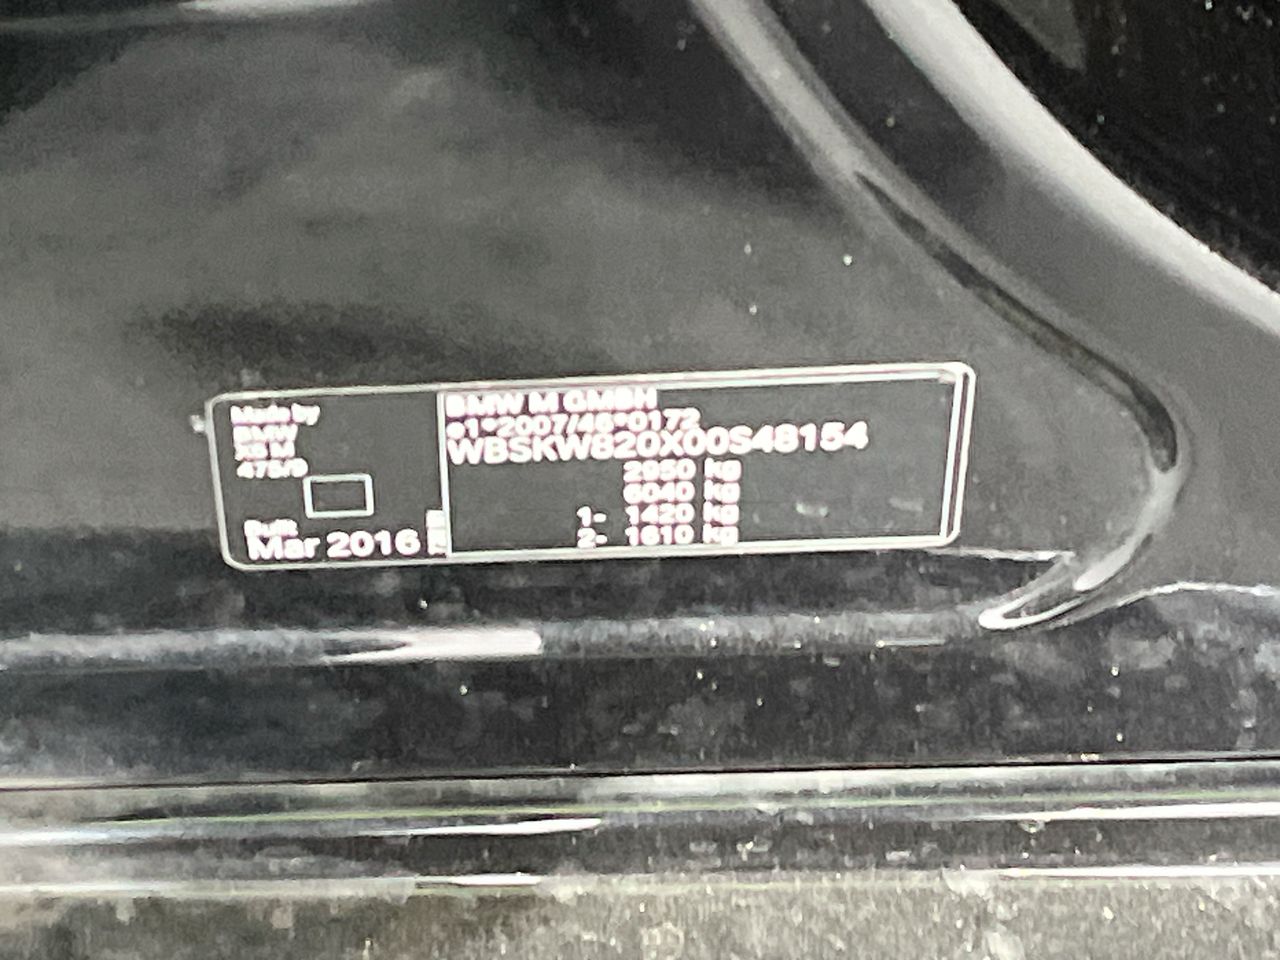 Made by
BMW
X5 M
475/0
Built
Mar 2016
BMW M GMBH
e1*2007/46*0172
WBSKW820X00S48154
2950 kg
6040 kg
1- 1420 kg
2- 1610 kg